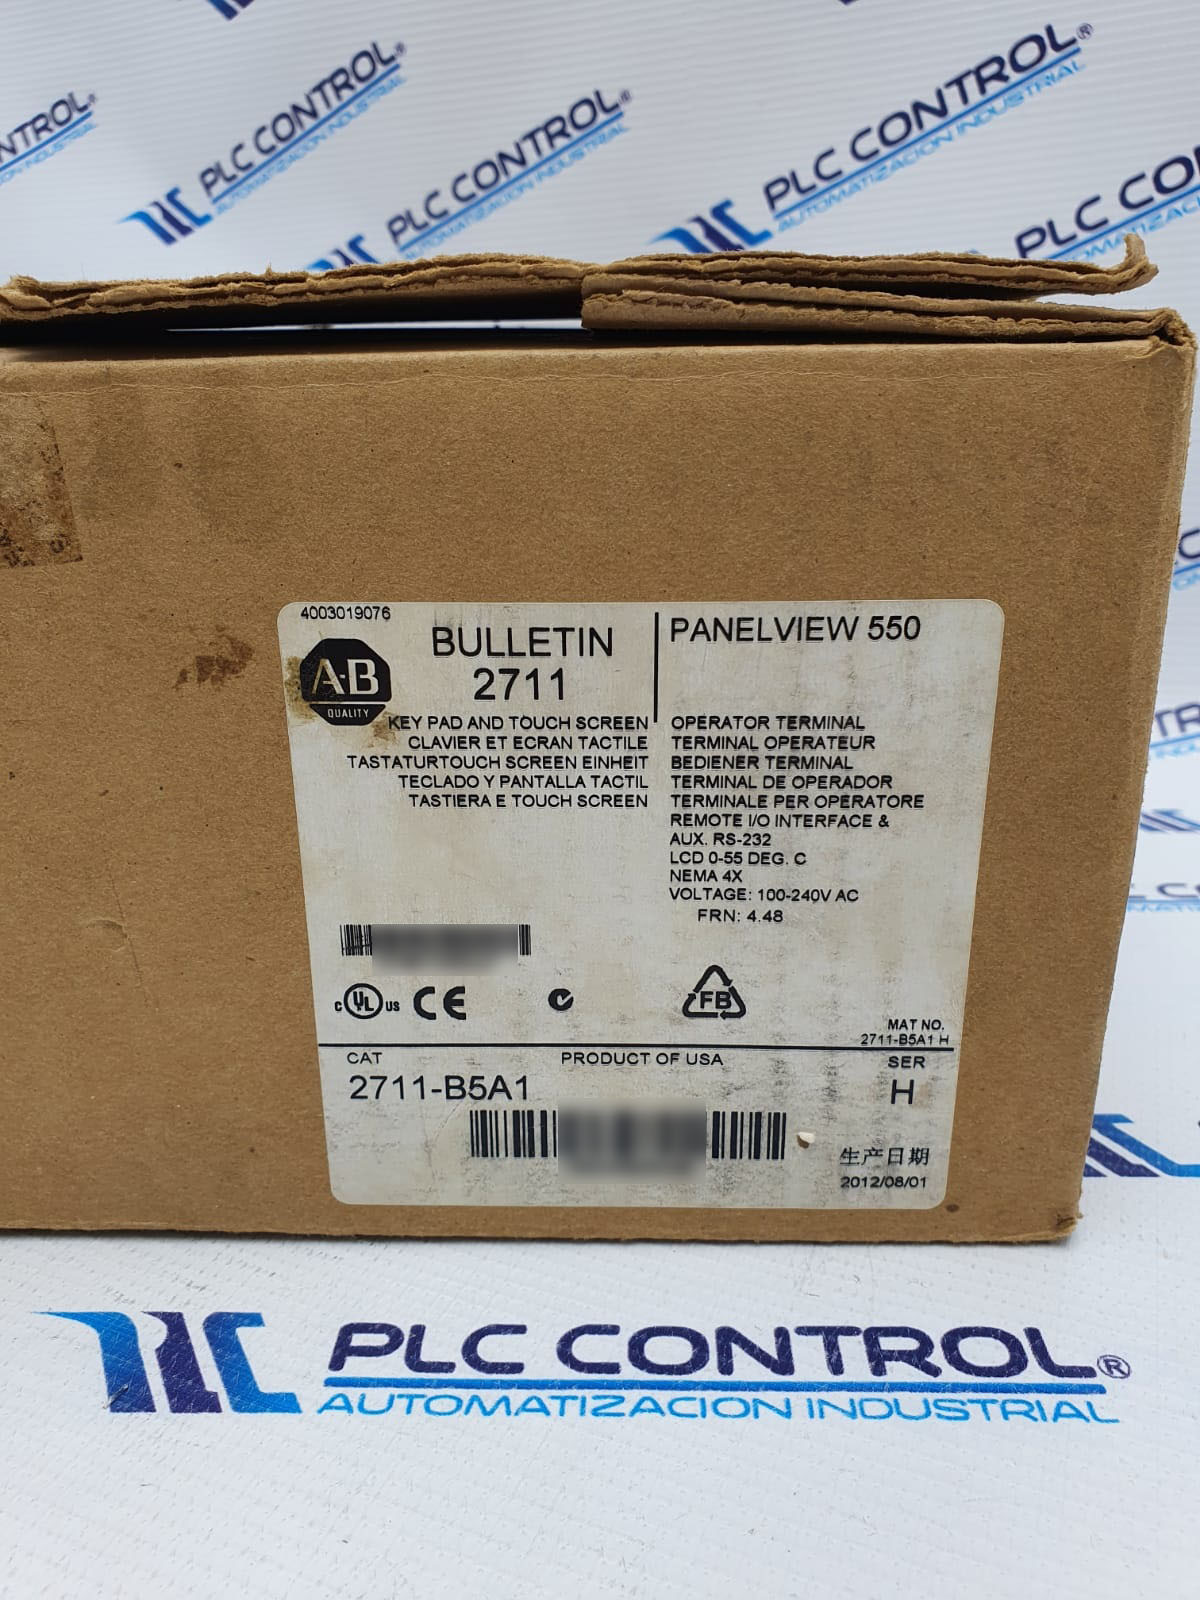 PLC CONTROL®
AUTOMATIZACION INDUSTRIAL
PLC CONTROL®
AUTOMATIZACION INDUSTRIAL
PLC CONTROL®
AUTOMATIZACION INDUSTRIAL
4003019076
A-B
QUALITY
BULLETIN
2711
KEY PAD AND TOUCH SCREEN
CLAVIER ET ECRAN TACTILE
TASTATURTOUCH SCREEN EINHEIT
TECLADO Y PANTALLA TACTIL
TASTIERA E TOUCH SCREEN
PANELVIEW 550
OPERATOR TERMINAL
TERMINAL OPERATEUR
BEDIENER TERMINAL
TERMINAL DE OPERADOR
TERMINALE PER OPERATORE
REMOTE I/O INTERFACE &
AUX. RS-232
LCD 0-55 DEG. C
NEMA 4X
VOLTAGE: 100-240V AC
FRN: 4.48
C UL US CE
FB
MAT NO.
2711-B5A1 H
CAT
PRODUCT OF USA
SER
2711-B5A1
H
生产日期
2012/08/01
PLC CONTROL®
AUTOMATIZACION INDUSTRIAL